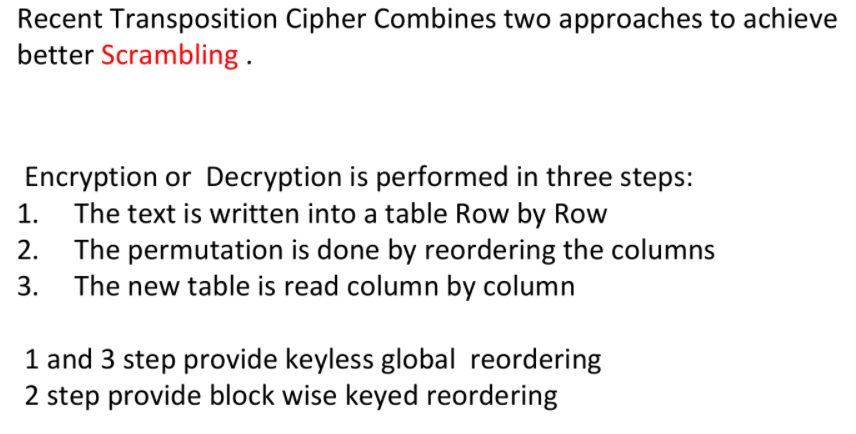 Recent Transposition Cipher Combines two approaches to achieve
better Scrambling .
Encryption or  Decryption is performed in three steps:
1. The text is written into a table Row by Row
2. The permutation is done by reordering the columns
3. The new table is read column by column
1 and 3 step provide keyless global  reordering
2 step provide block wise keyed reordering